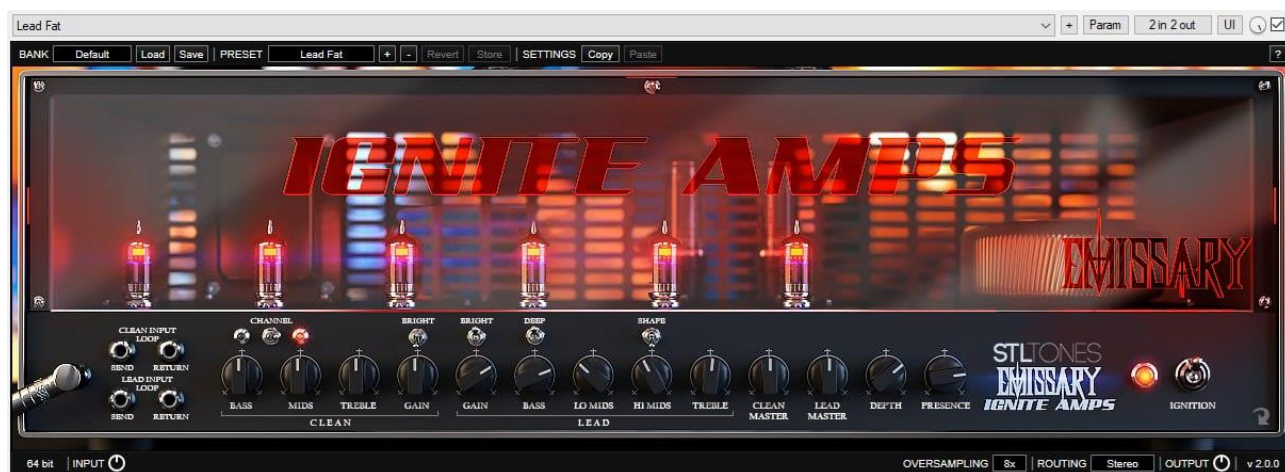 Lead Fat
+ Param 2 in 2 out UI
BANK Default Load Save PRESET Lead Fat + - Revert Store SETTINGS Copy Paste ?
IGNITE AMPS
EMISSARY
CLEAN INPUT
LOOP
SEND RETURN
LEAD INPUT
LOOP
SEND RETURN
CHANNEL BRIGHT BRIGHT DEEP SHAPE
BASS MIDS TREBLE GAIN GAIN BASS LO MIDS HI MIDS TREBLE CLEAN MASTER LEAD MASTER DEPTH PRESENCE
CLEAN LEAD
STL TONES
EMISSARY
IGNITE AMPS
IGNITION
64 bit INPUT OVERSAMPLING 8x ROUTING Stereo OUTPUT v 2.0.0